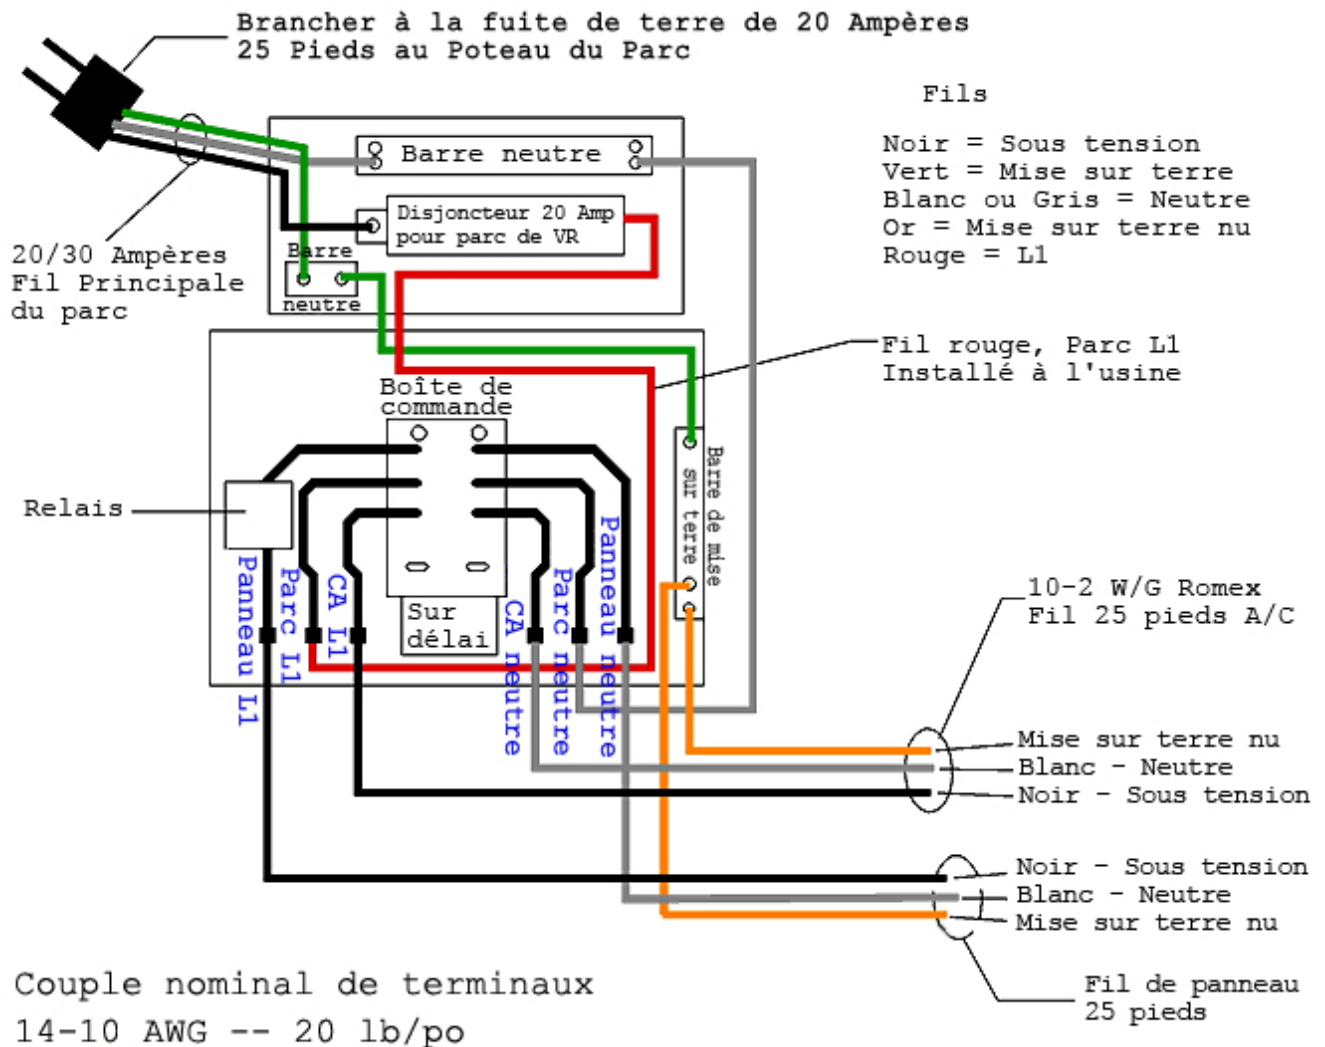 Brancher à la fuite de terre de 20 Ampères
25 Pieds au Poteau du Parc
Fils
Noir = Sous tension
Vert = Mise sur terre
Blanc ou Gris = Neutre
Or = Mise sur terre nu
Rouge = L1
Barre neutre
Disjoncteur 20 Amp
pour parc de VR
Barre
neutre
20/30 Ampères
Fil Principale
du parc
Fil rouge, Parc L1
Installé à l'usine
Boîte de
commande
Relais
Barre de mise
sur terre
Panneau L1
Parc L1
CA L1
Sur
délai
CA neutre
Parc neutre
Panneau neutre
10-2 W/G Romex
Fil 25 pieds A/C
Mise sur terre nu
Blanc - Neutre
Noir - Sous tension
Noir - Sous tension
Blanc - Neutre
Mise sur terre nu
Fil de panneau
25 pieds
Couple nominal de terminaux
14-10 AWG -- 20 lb/po